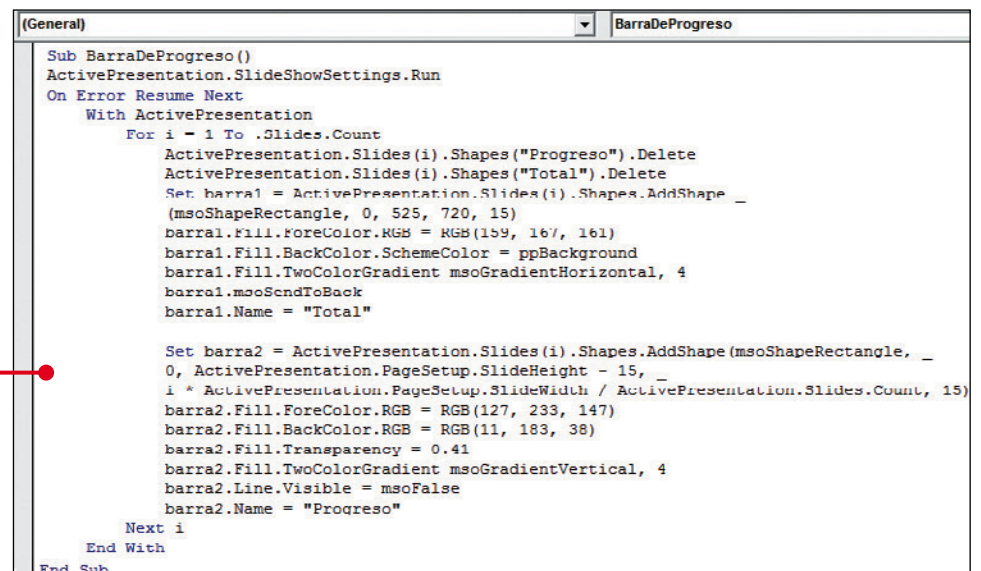 (General) BarraDeProgreso
Sub BarraDeProgreso()
ActivePresentation.SlideShowSettings.Run
On Error Resume Next
With ActivePresentation
For i = 1 To .Slides.Count
ActivePresentation.Slides(i).Shapes("Progreso").Delete
ActivePresentation.Slides(i).Shapes("Total").Delete
Set barra1 = ActivePresentation.Slides(i).Shapes.AddShape _
(msoShapeRectangle, 0, 525, 720, 15)
barra1.Fill.ForeColor.RGB = RGB(159, 167, 161)
barra1.Fill.BackColor.SchemeColor = ppBackground
barra1.Fill.TwoColorGradient msoGradientHorizontal, 4
barra1.msoSendToBack
barra1.Name = "Total"
Set barra2 = ActivePresentation.Slides(i).Shapes.AddShape(msoShapeRectangle, _
0, ActivePresentation.PageSetup.SlideHeight - 15, _
i * ActivePresentation.PageSetup.SlideWidth / ActivePresentation.Slides.Count, 15)
barra2.Fill.ForeColor.RGB = RGB(127, 233, 147)
barra2.Fill.BackColor.RGB = RGB(11, 183, 38)
barra2.Fill.Transparency = 0.41
barra2.Fill.TwoColorGradient msoGradientVertical, 4
barra2.Line.Visible = msoFalse
barra2.Name = "Progreso"
Next i
End With
End Sub